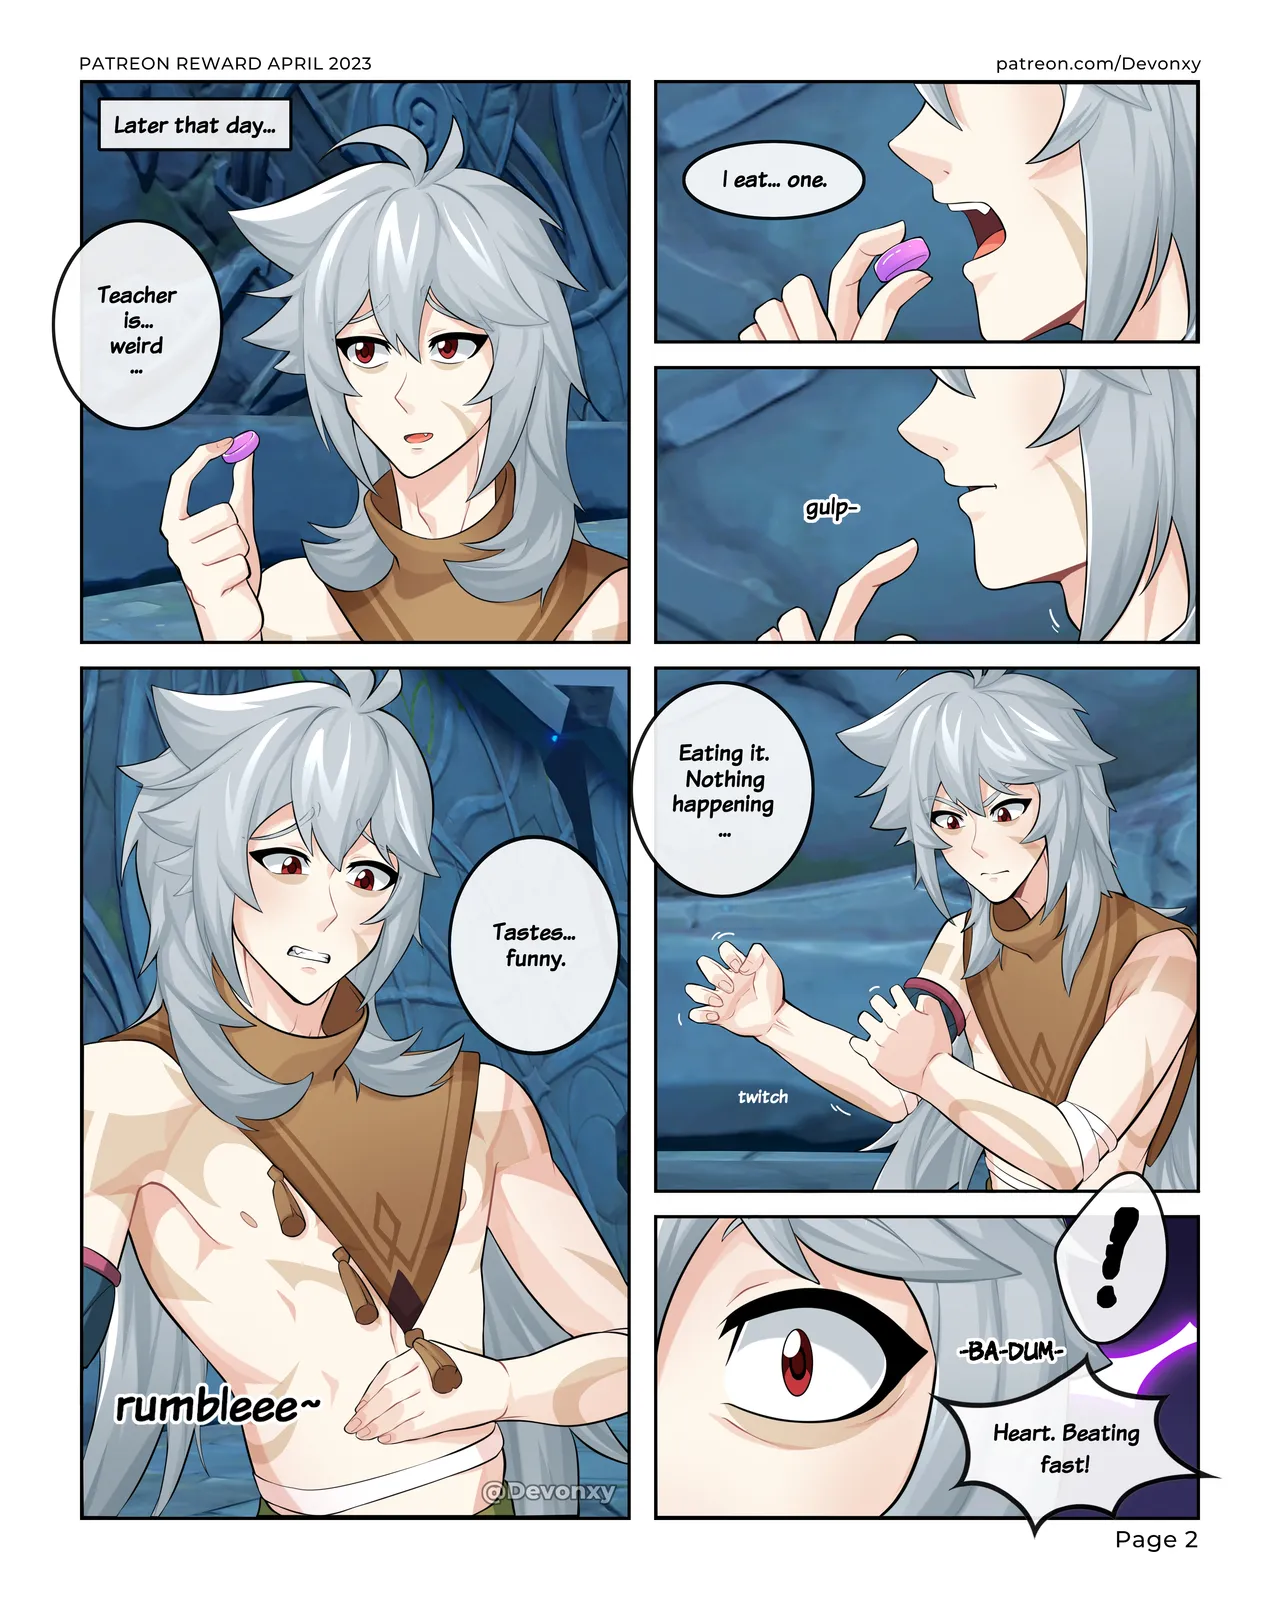 PATREON REWARD APRIL 2023
patreon.com/Devonxy
Later that day...
Teacher
is...
weird
...
I eat... one.
gulp-
Tastes...
funny.
rumbleee~
@Devonxy
Eating it.
Nothing
happening
...
twitch
!
-BA-DUM-
Heart. Beating
fast!
Page 2